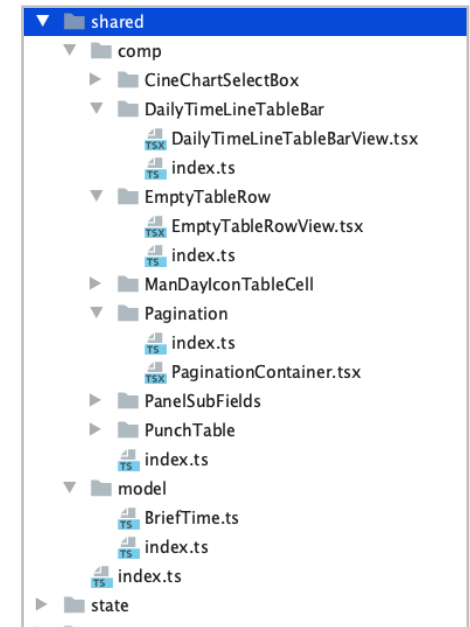 shared
comp
CineChartSelectBox
DailyTimeLineTableBar
TSX DailyTimeLineTableBarView.tsx
TS index.ts
EmptyTableRow
TSX EmptyTableRowView.tsx
TS index.ts
ManDayIconTableCell
Pagination
TS index.ts
TSX PaginationContainer.tsx
PanelSubFields
PunchTable
TS index.ts
model
TS BriefTime.ts
TS index.ts
TS index.ts
state